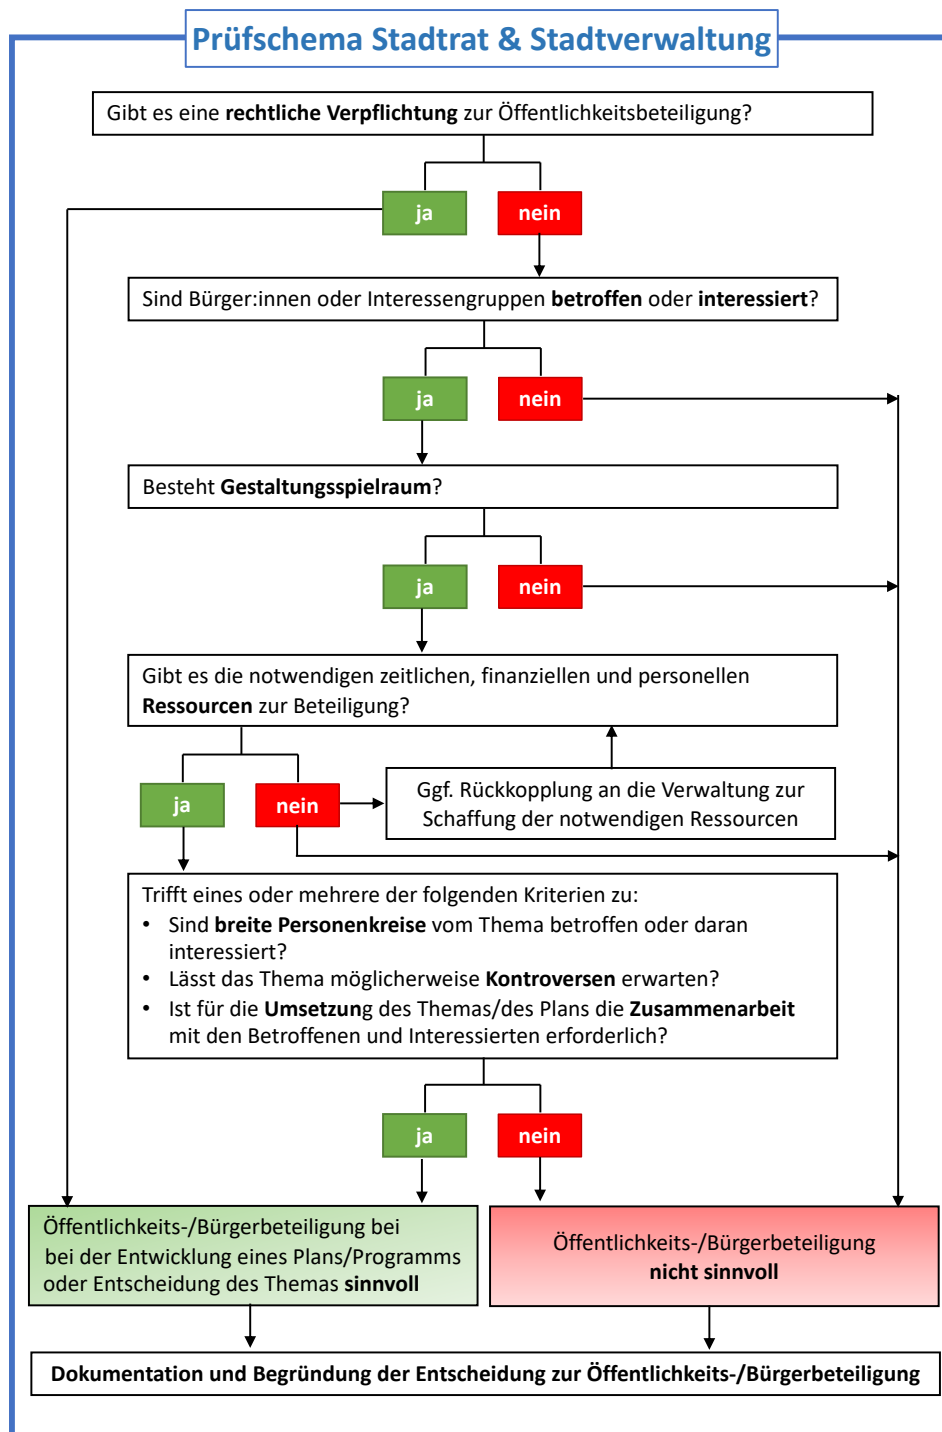 Prüfschema Stadtrat & Stadtverwaltung
Gibt es eine rechtliche Verpflichtung zur Öffentlichkeitsbeteiligung?
ja
nein
Sind Bürger:innen oder Interessengruppen betroffen oder interessiert?
ja
nein
Besteht Gestaltungsspielraum?
ja
nein
Gibt es die notwendigen zeitlichen, finanziellen und personellen
Ressourcen zur Beteiligung?
ja
nein
Ggf. Rückkopplung an die Verwaltung zur
Schaffung der notwendigen Ressourcen
Trifft eines oder mehrere der folgenden Kriterien zu:
• Sind breite Personenkreise vom Thema betroffen oder daran
interessiert?
• Lässt das Thema möglicherweise Kontroversen erwarten?
• Ist für die Umsetzung des Themas/des Plans die Zusammenarbeit
mit den Betroffenen und Interessierten erforderlich?
ja
nein
Öffentlichkeits-/Bürgerbeteiligung bei
bei der Entwicklung eines Plans/Programms
oder Entscheidung des Themas sinnvoll
Öffentlichkeits-/Bürgerbeteiligung
nicht sinnvoll
Dokumentation und Begründung der Entscheidung zur Öffentlichkeits-/Bürgerbeteiligung